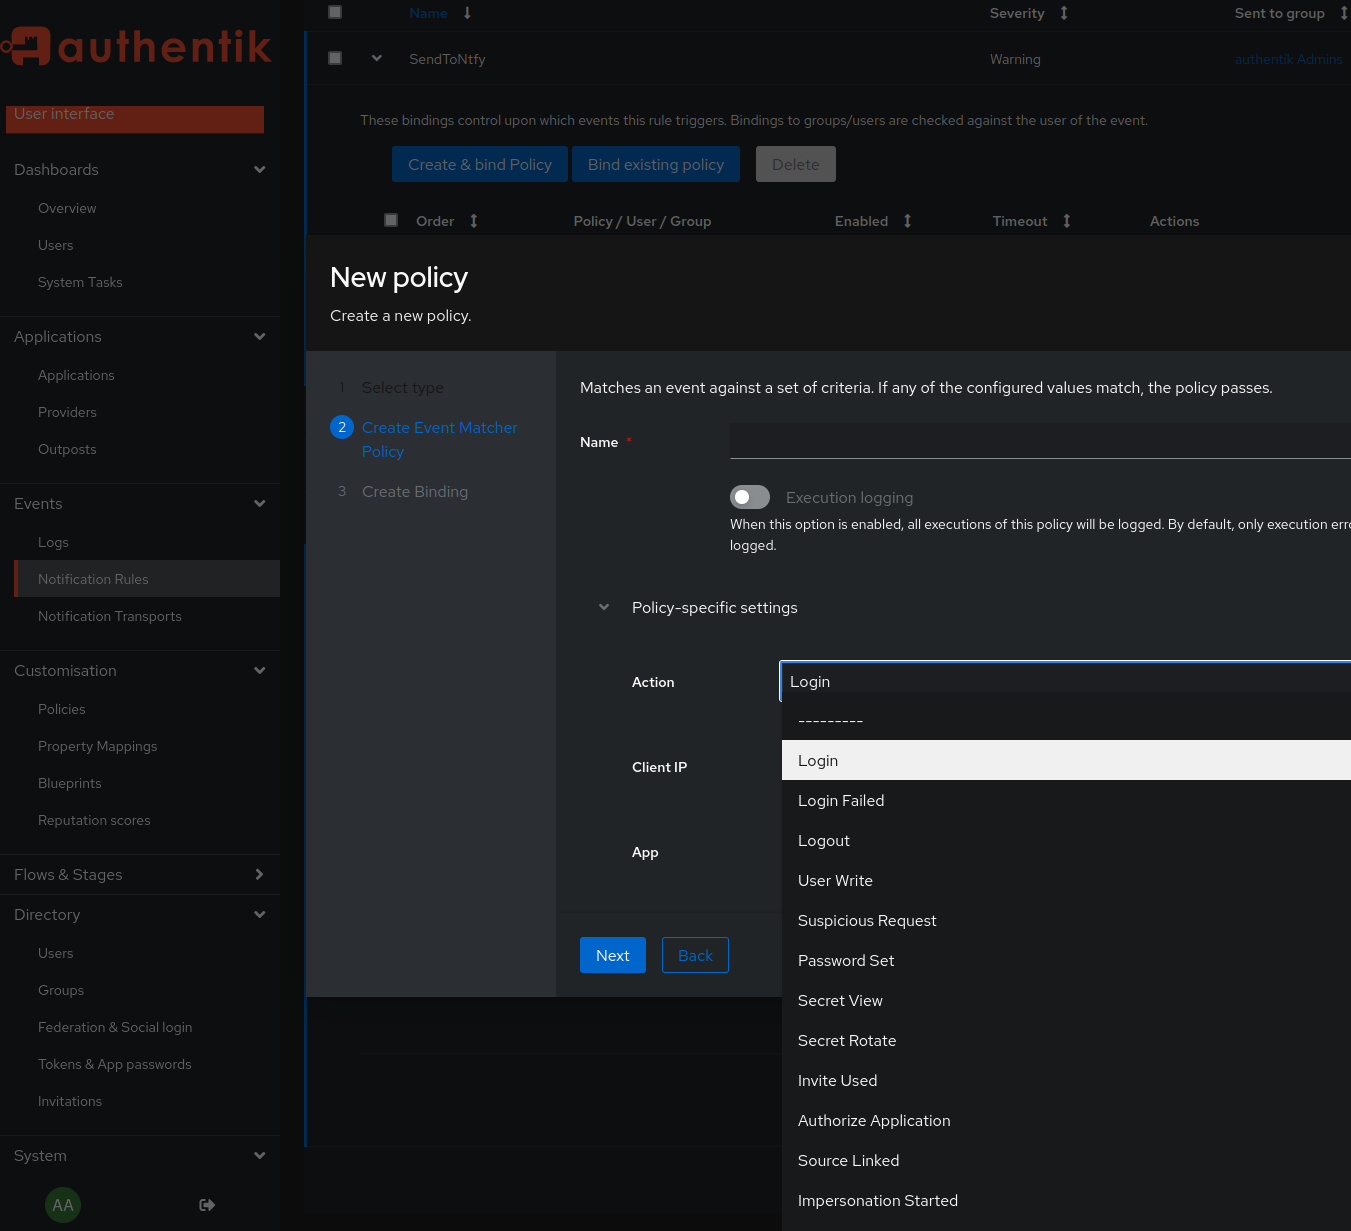 authentik
User interface
Dashboards
Overview
Users
System Tasks
Applications
Applications
Providers
Outposts
Events
Logs
Notification Rules
Notification Transports
Customisation
Policies
Property Mappings
Blueprints
Reputation scores
Flows & Stages
Directory
Users
Groups
Federation & Social login
Tokens & App passwords
Invitations
System
AA
Name Severity Sent to group
SendToNtfy Warning authentik Admins
These bindings control upon which events this rule triggers. Bindings to groups/users are checked against the user of the event.
Create & bind Policy Bind existing policy Delete
Order Policy / User / Group Enabled Timeout Actions
New policy
Create a new policy.
1 Select type
2 Create Event Matcher
Policy
3 Create Binding
Matches an event against a set of criteria. If any of the configured values match, the policy passes.
Name *
Execution logging
When this option is enabled, all executions of this policy will be logged. By default, only execution erro
logged.
Policy-specific settings
Action Login
---------
Login
Client IP
Login Failed
Logout
App
User Write
Suspicious Request
Next Back
Password Set
Secret View
Secret Rotate
Invite Used
Authorize Application
Source Linked
Impersonation Started